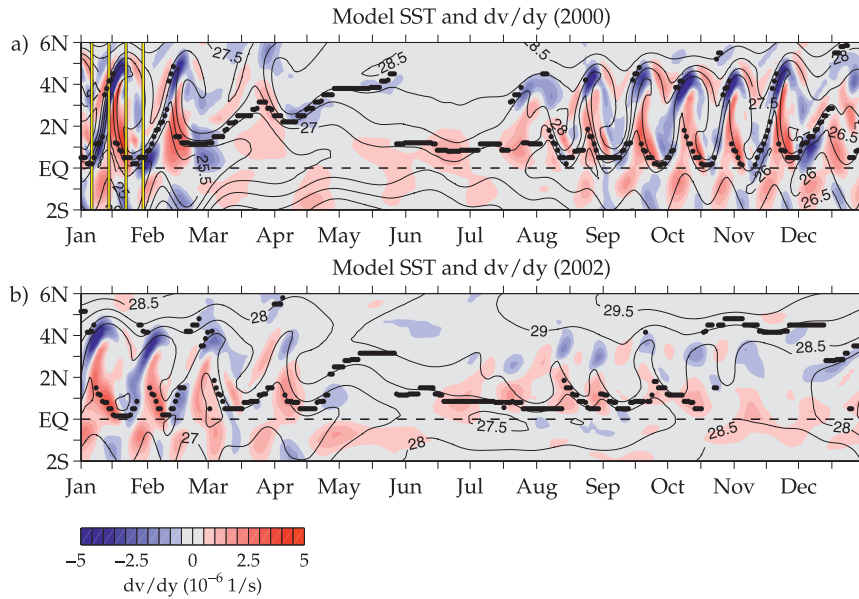 Model SST and dv/dy (2000)
a)
6N
4N
2N
EQ
2S
27.5
28.5
28
27.5
28
27
26.5
25.5
26
26
26.5
Jan Feb Mar Apr May Jun Jul Aug Sep Oct Nov Dec
Model SST and dv/dy (2002)
b)
6N
4N
2N
EQ
2S
28.5
28
29.5
29
28.5
27
27.5
28
28.5
28
Jan Feb Mar Apr May Jun Jul Aug Sep Oct Nov Dec
−5 −2.5 0 2.5 5
dv/dy (10⁻⁶ 1/s)